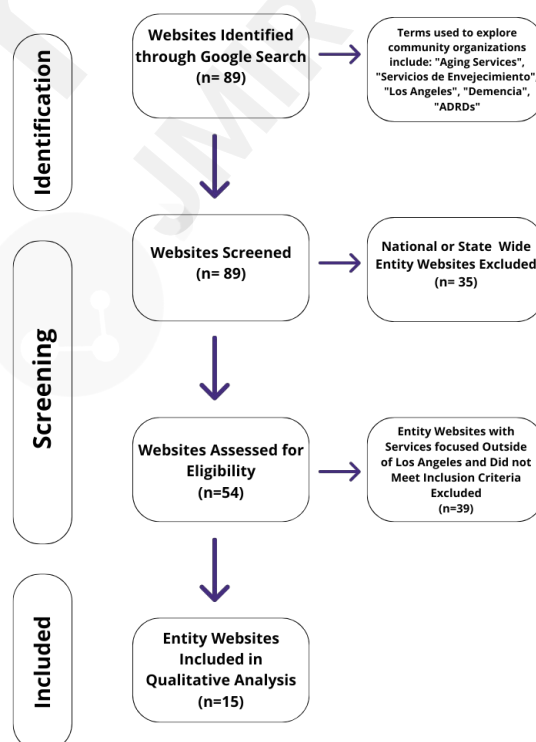 Identification
Websites Identified
through Google Search
(n= 89)
Terms used to explore
community organizations
include: "Aging Services",
"Servicios de Envejecimiento",
"Los Angeles", "Demencia",
"ADRDs"
JMIR
Screening
Websites Screened
(n= 89)
National or State Wide
Entity Websites Excluded
(n= 35)
Websites Assessed for
Eligibility
(n=54)
Entity Websites with
Services focused Outside
of Los Angeles and Did not
Meet Inclusion Criteria
Excluded
(n=39)
Included
Entity Websites
Included in
Qualitative Analysis
(n=15)